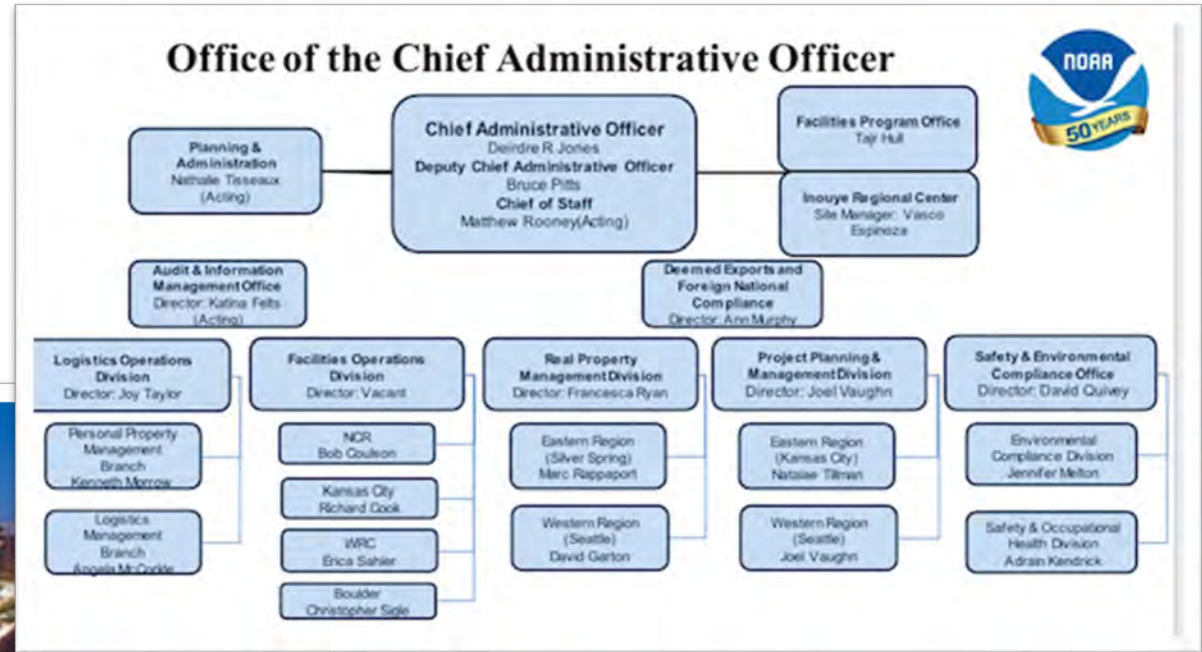 Office of the Chief Administrative Officer
NOAA
50 YEARS
Planning &
Administration
Nathalie Tisseaux
(Acting)
Chief Administrative Officer
Deirdre R Jones
Deputy Chief Administrative Officer
Bruce Pitts
Chief of Staff
Matthew Rooney(Acting)
Facilities Program Office
Tajr Hull
Inouye Regional Center
Site Manager: Vasco
Espinoza
Audit & Information
Management Office
Director: Katina Felts
(Acting)
Deemed Exports and
Foreign National
Compliance
Director: Ann Murphy
Logistics Operations
Division
Director: Joy Taylor
Personal Property
Management
Branch
Kenneth Morrow
Logistics
Management
Branch
Angela McCorkle
Facilities Operations
Division
Director: Vacant
NCR
Bob Coulson
Kansas City
Richard Cook
WRC
Erica Sahler
Boulder
Christopher Sigle
Real Property
Management Division
Director: Francesca Ryan
Eastern Region
(Silver Spring)
Marc Rappaport
Western Region
(Seattle)
David Garton
Project Planning &
Management Division
Director: Joel Vaughn
Eastern Region
(Kansas City)
Natalee Tillman
Western Region
(Seattle)
Joel Vaughn
Safety & Environmental
Compliance Office
Director: David Quivey
Environmental
Compliance Division
Jennifer Melton
Safety & Occupational
Health Division
Adrain Kendrick